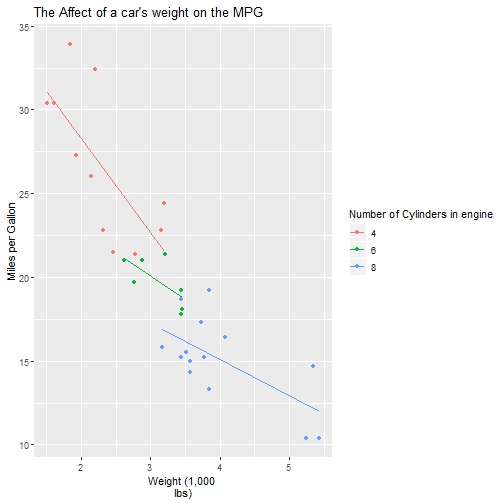 The Affect of a car's weight on the MPG
35
30
25
20
15
10
Miles per Gallon
2 3 4 5
Weight (1,000
lbs)
Number of Cylinders in engine
4
6
8